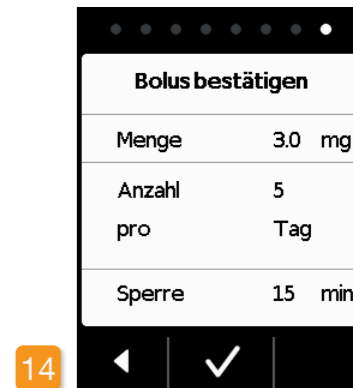 Bolus bestätigen
Menge 3.0 mg
Anzahl 5
pro Tag
Sperre 15 min
14